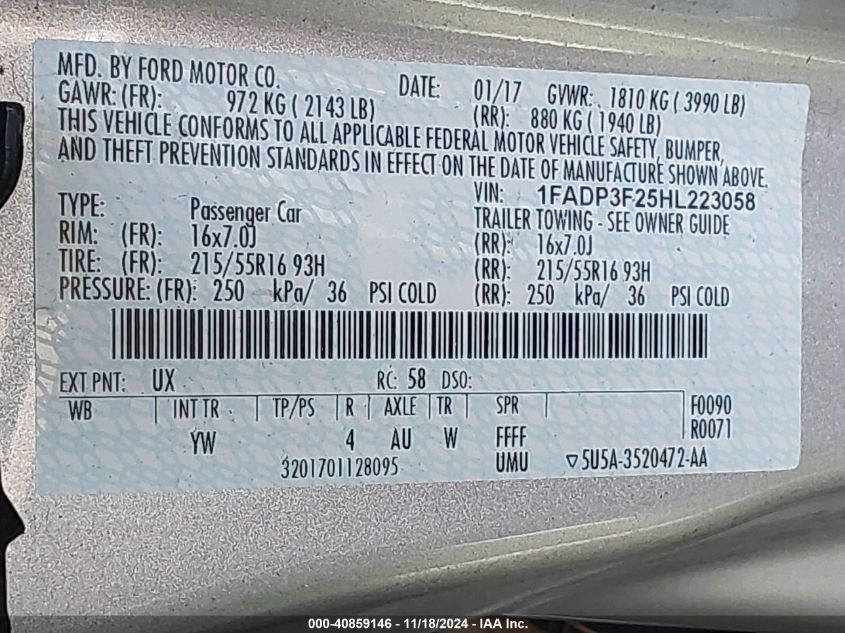 MFD. BY FORD MOTOR CO. DATE: 01/17 GVWR: 1810 KG ( 3990 LB)
GAWR: (FR): 972 KG ( 2143 LB) (RR): 880 KG ( 1940 LB)
THIS VEHICLE CONFORMS TO ALL APPLICABLE FEDERAL MOTOR VEHICLE SAFETY, BUMPER,
AND THEFT PREVENTION STANDARDS IN EFFECT ON THE DATE OF MANUFACTURE SHOWN ABOVE.
VIN: 1FADP3F25HL223058
TYPE: Passenger Car TRAILER TOWING - SEE OWNER GUIDE
RIM: (FR): 16x7.0J (RR): 16x7.0J
TIRE: (FR): 215/55R16 93H (RR): 215/55R16 93H
PRESSURE: (FR): 250 kPa/ 36 PSI COLD (RR): 250 kPa/ 36 PSI COLD
EXT PNT: UX RC: 58 DSO:
WB INT TR TP/PS R AXLE TR SPR F0090
YW 4 AU W FFFF R0071
3201701128095 UMU ▽5U5A-3520472-AA
000-40859146 - 11/18/2024 - IAA Inc.